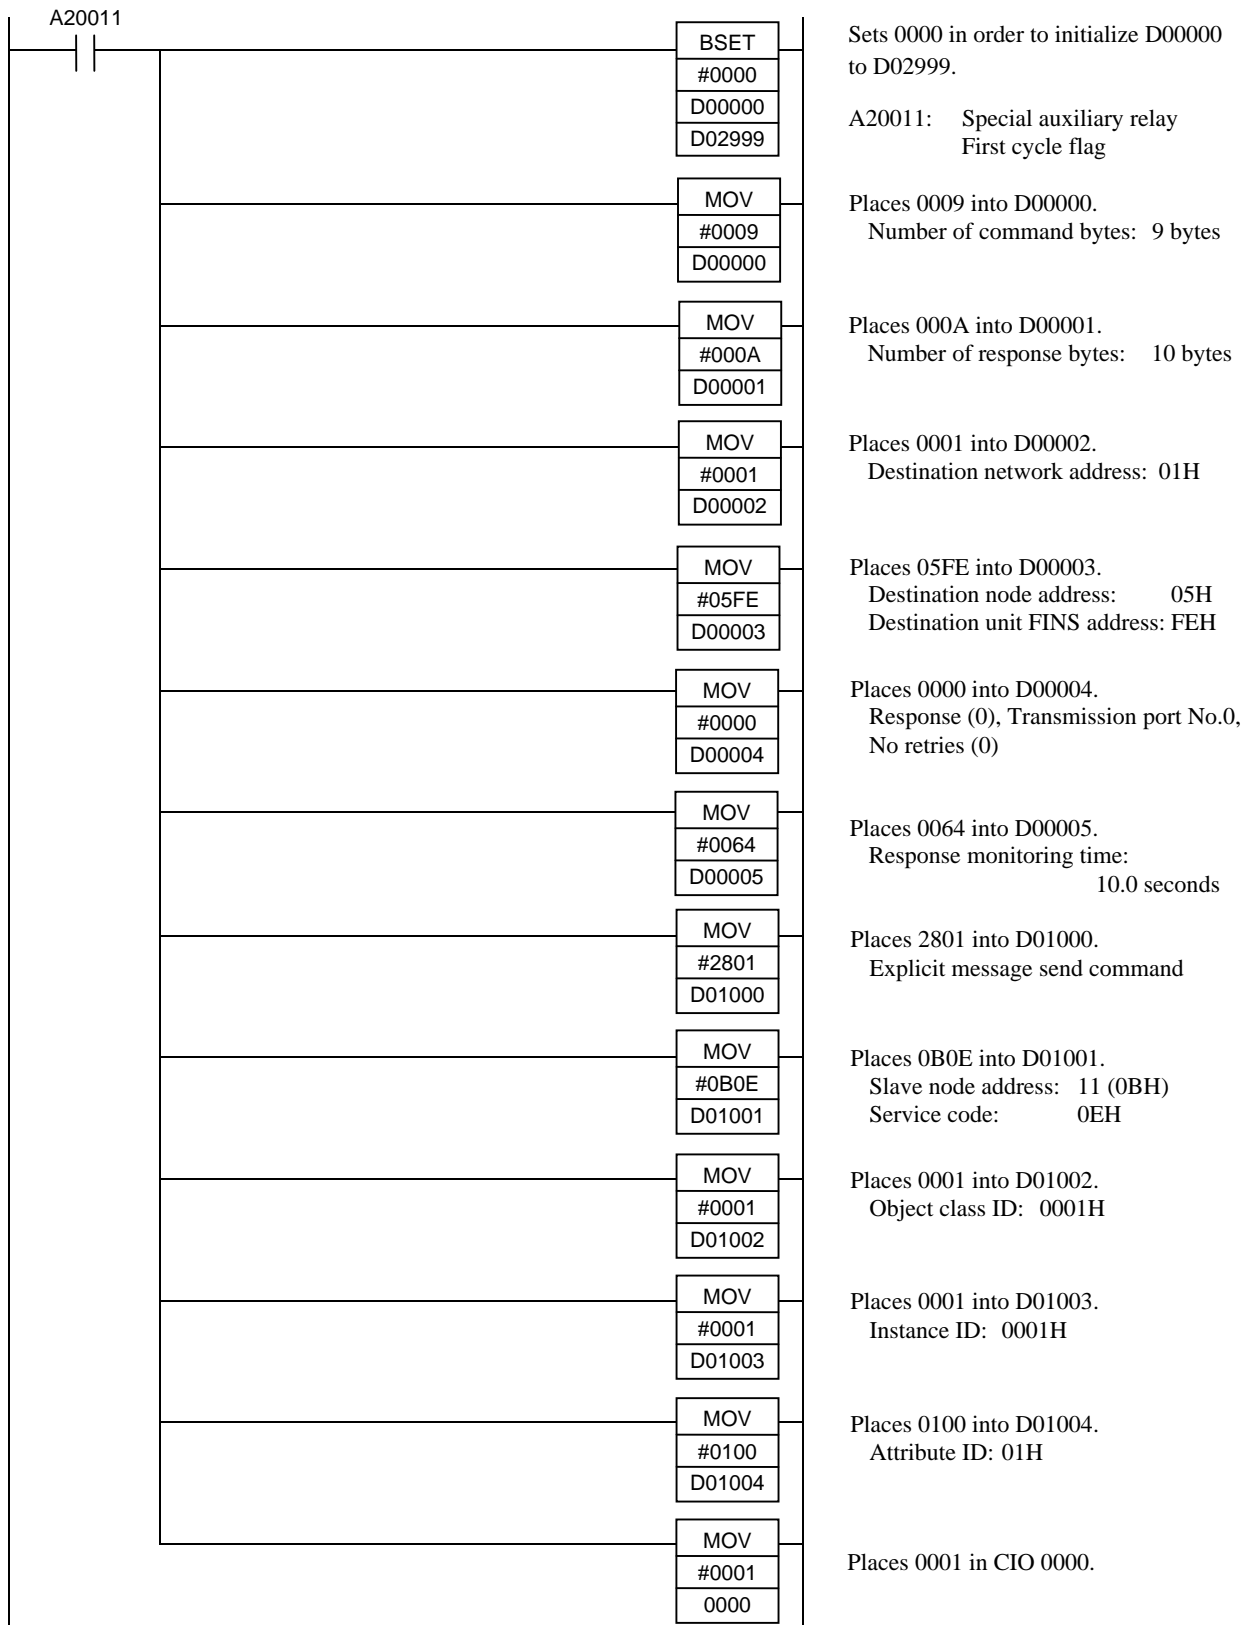 A20011
BSET
#0000
D00000
D02999
Sets 0000 in order to initialize D00000
to D02999.
A20011: Special auxiliary relay
First cycle flag
MOV
#0009
D00000
Places 0009 into D00000.
Number of command bytes: 9 bytes
MOV
#000A
D00001
Places 000A into D00001.
Number of response bytes: 10 bytes
MOV
#0001
D00002
Places 0001 into D00002.
Destination network address: 01H
MOV
#05FE
D00003
Places 05FE into D00003.
Destination node address: 05H
Destination unit FINS address: FEH
MOV
#0000
D00004
Places 0000 into D00004.
Response (0), Transmission port No.0,
No retries (0)
MOV
#0064
D00005
Places 0064 into D00005.
Response monitoring time:
10.0 seconds
MOV
#2801
D01000
Places 2801 into D01000.
Explicit message send command
MOV
#0B0E
D01001
Places 0B0E into D01001.
Slave node address: 11 (0BH)
Service code: 0EH
MOV
#0001
D01002
Places 0001 into D01002.
Object class ID: 0001H
MOV
#0001
D01003
Places 0001 into D01003.
Instance ID: 0001H
MOV
#0100
D01004
Places 0100 into D01004.
Attribute ID: 01H
MOV
#0001
0000
Places 0001 in CIO 0000.